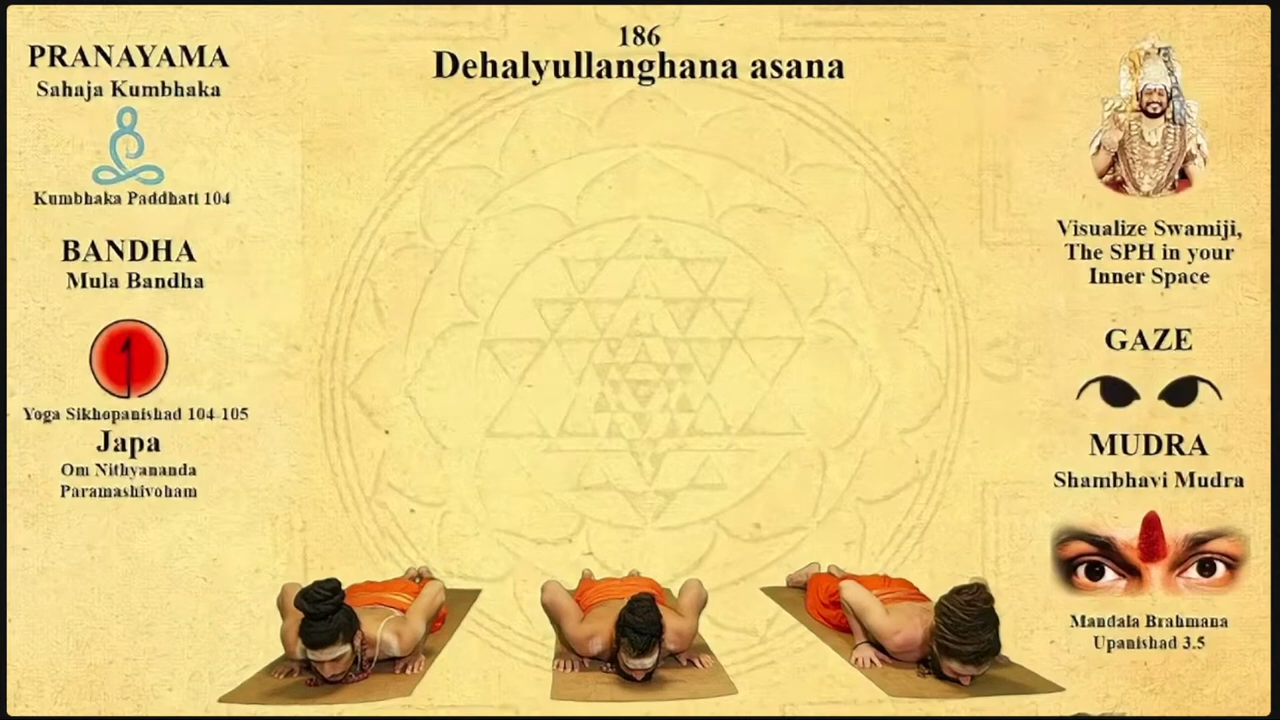 186
Dehalyullanghana asana
PRANAYAMA
Sahaja Kumbhaka
Kumbhaka Paddhati 104
BANDHA
Mula Bandha
Yoga Sikhopanishad 104-105
Japa
Om Nithyananda
Paramashivoham
Visualize Swamiji,
The SPH in your
Inner Space
GAZE
MUDRA
Shambhavi Mudra
Mandala Brahmana
Upanishad 3.5